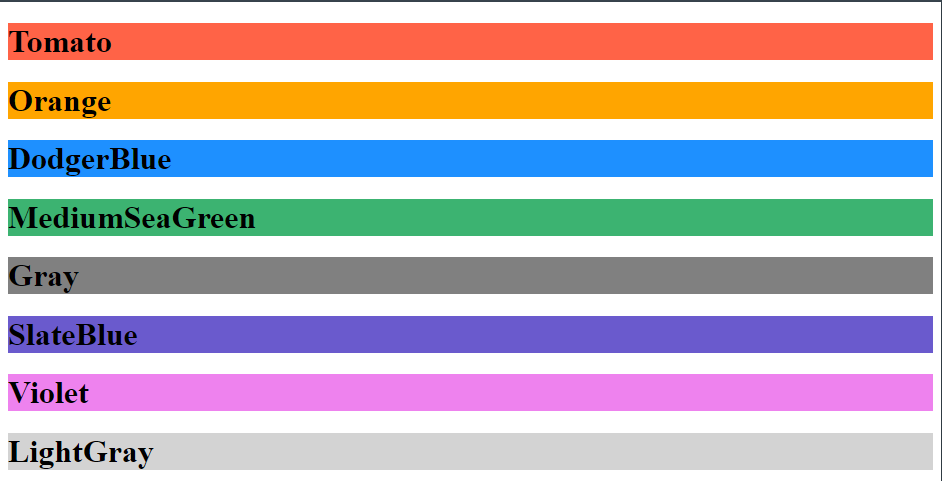 Tomato
Orange
DodgerBlue
MediumSeaGreen
Gray
SlateBlue
Violet
LightGray